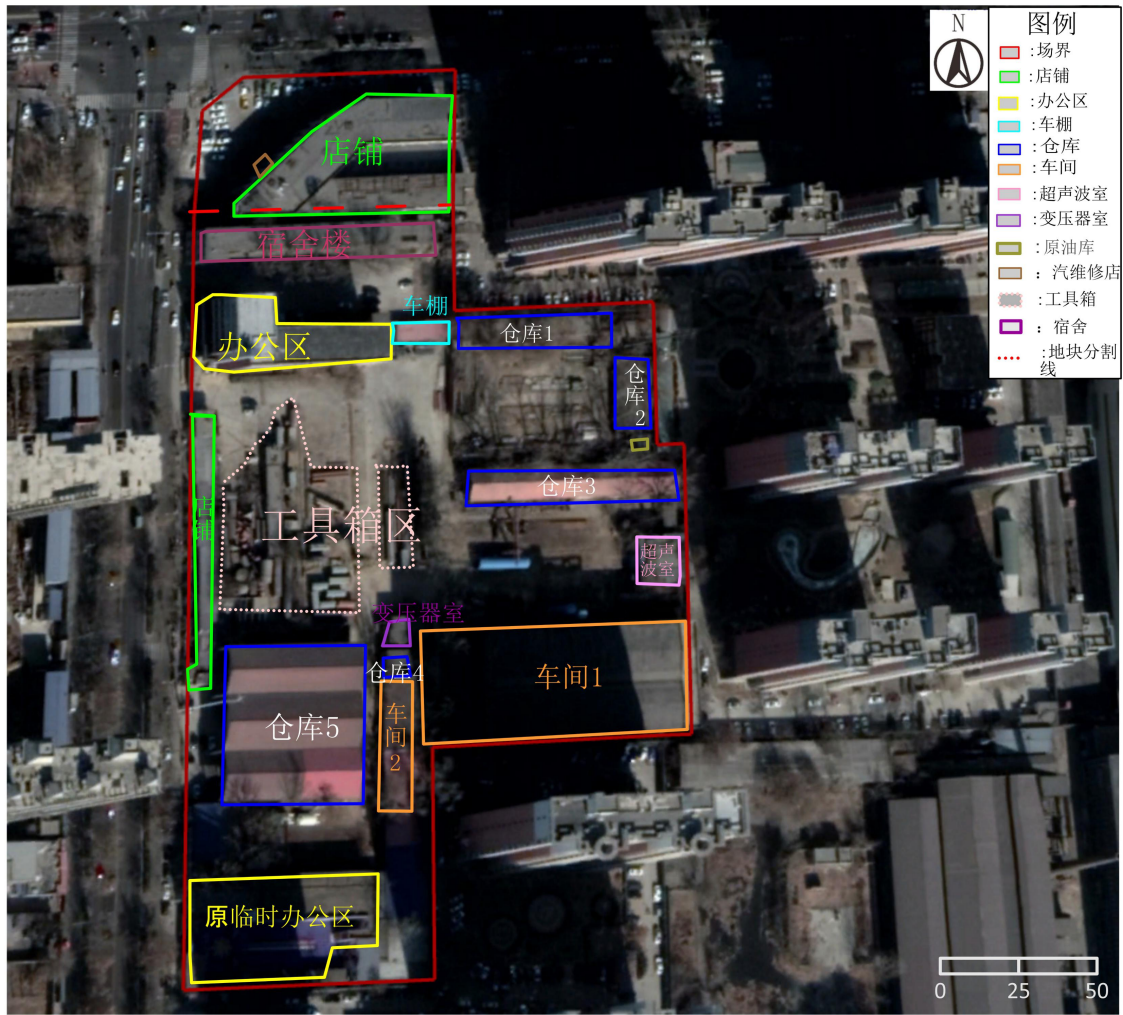 N
图例
:场界
:店铺
:办公区
:车棚
:仓库
:车间
:超声波室
:变压器室
:原油库
:汽维修店
:工具箱
:宿舍
:地块分割
线
店铺
宿舍楼
车棚
办公区
仓库1
仓
库
2
店
铺
工具箱区
仓库3
超声
波室
变压器室
仓库4
车间1
车
间
2
仓库5
原临时办公区
0 25 50